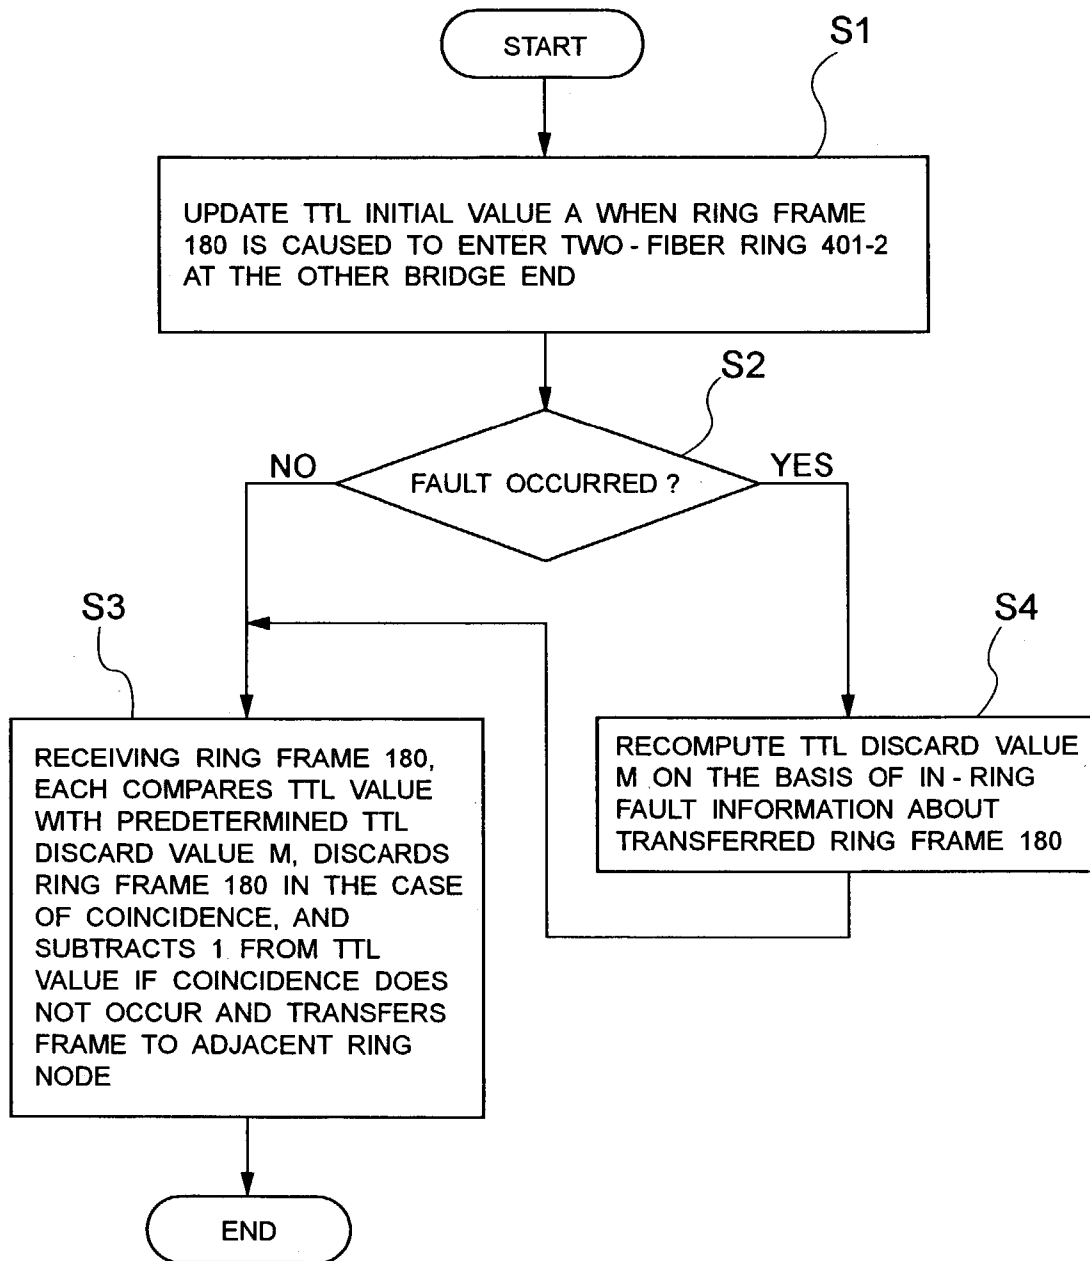 START
S1
UPDATE TTL INITIAL VALUE A WHEN RING FRAME
180 IS CAUSED TO ENTER TWO-FIBER RING 401-2
AT THE OTHER BRIDGE END
S2
NO
FAULT OCCURRED ?
YES
S3
S4
RECEIVING RING FRAME 180,
EACH COMPARES TTL VALUE
WITH PREDETERMINED TTL
DISCARD VALUE M, DISCARDS
RING FRAME 180 IN THE CASE
OF COINCIDENCE, AND
SUBTRACTS 1 FROM TTL
VALUE IF COINCIDENCE DOES
NOT OCCUR AND TRANSFERS
FRAME TO ADJACENT RING
NODE
RECOMPUTE TTL DISCARD VALUE
M ON THE BASIS OF IN-RING
FAULT INFORMATION ABOUT
TRANSFERRED RING FRAME 180
END